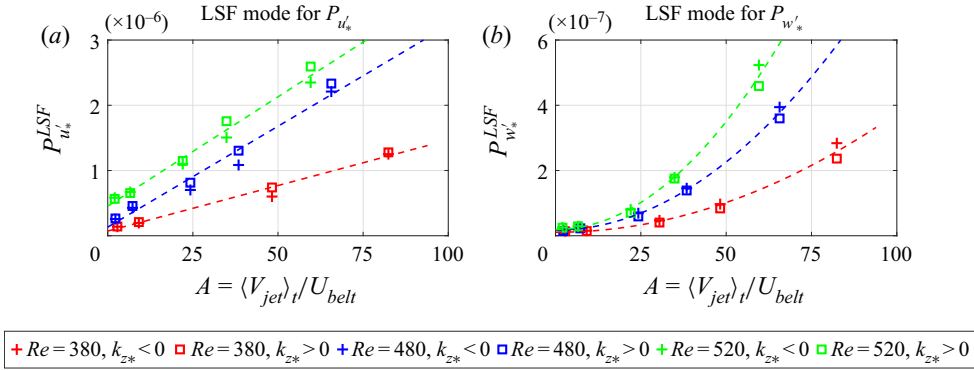 LSF mode for P_{u'_*} LSF mode for P_{w'_*}
(×10⁻⁶) (×10⁻⁷)
(a) (b)
3 6
2 4
1 2
0 25 50 75 100 0 25 50 75 100
P^{LSF}_{u'_*} P^{LSF}_{w'_*}
A = ⟨V_{jet}⟩_t/U_{belt} A = ⟨V_{jet}⟩_t/U_{belt}
Re = 380, k_{z*} < 0 Re = 380, k_{z*} > 0 Re = 480, k_{z*} < 0 Re = 480, k_{z*} > 0 Re = 520, k_{z*} < 0 Re = 520, k_{z*} > 0